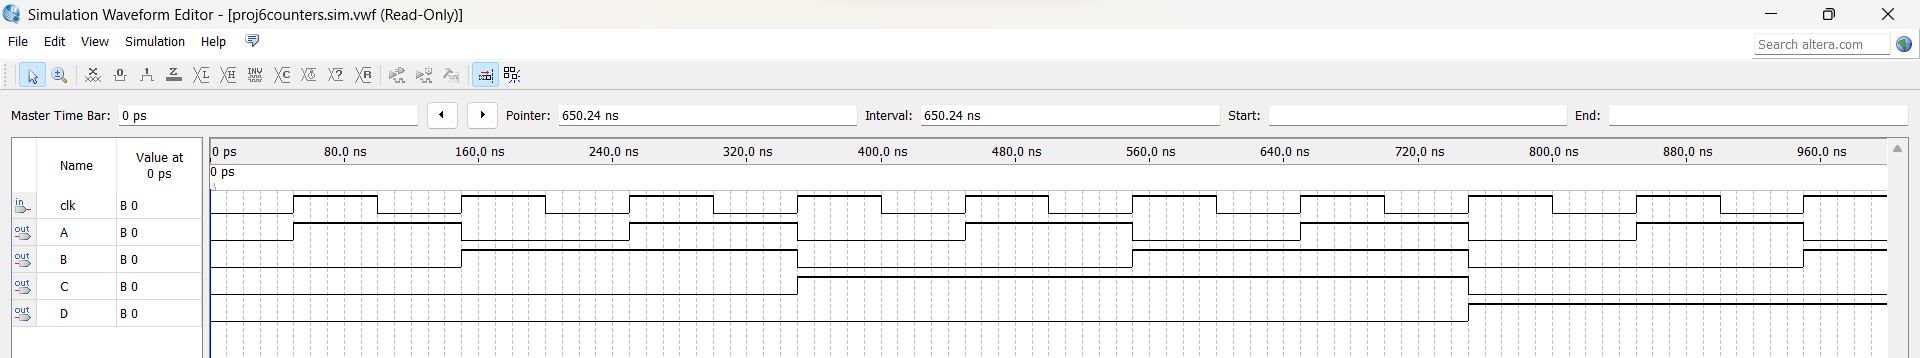 Simulation Waveform Editor - [proj6counters.sim.vwf (Read-Only)]
File Edit View Simulation Help
Search altera.com
Master Time Bar: 0 ps Pointer: 650.24 ns Interval: 650.24 ns Start: End:
Name Value at 0 ps
0 ps 80.0 ns 160.0 ns 240.0 ns 320.0 ns 400.0 ns 480.0 ns 560.0 ns 640.0 ns 720.0 ns 800.0 ns 880.0 ns 960.0 ns
0 ps
in clk B 0
out A B 0
out B B 0
out C B 0
out D B 0